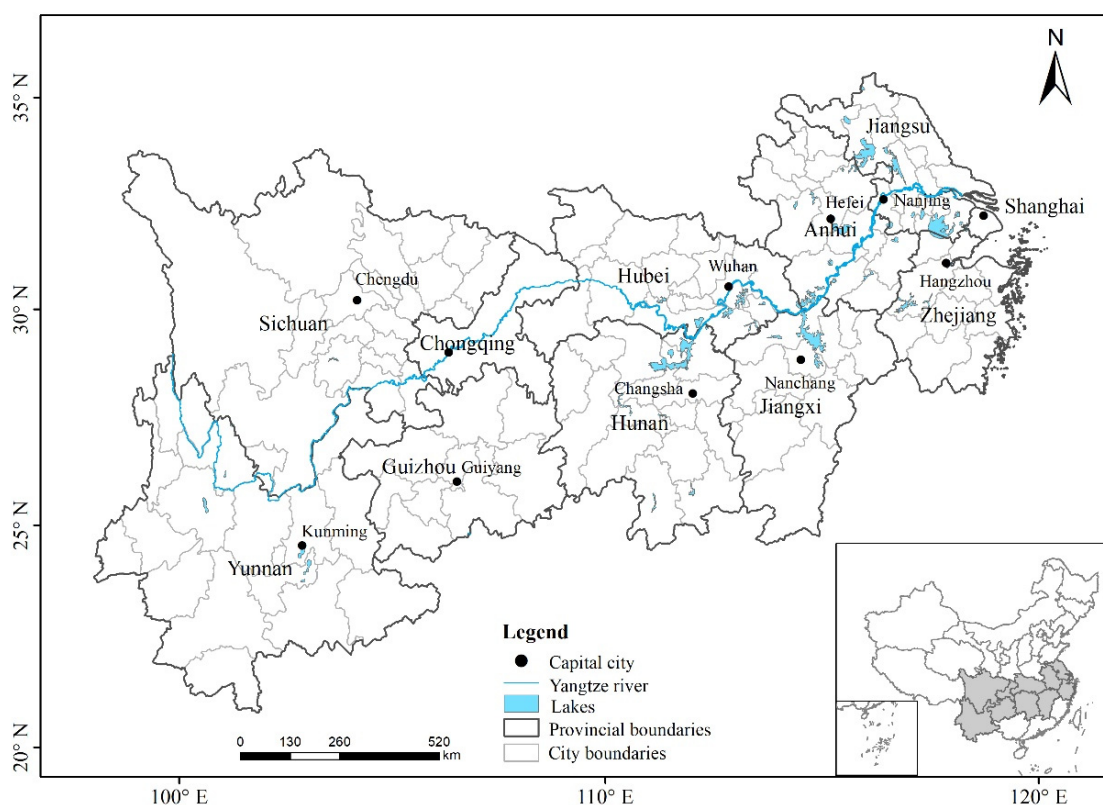 N
35° N
30° N
25° N
20° N
100° E
110° E
120° E
Jiangsu
Hefei
Nanjing
Anhui
Shanghai
Hangzhou
Zhejiang
Wuhan
Hubei
Chengdu
Sichuan
Chongqing
Changsha
Hunan
Nanchang
Jiangxi
Guizhou Guiyang
Kunming
Yunnan
Legend
Capital city
Yangtze river
Lakes
Provincial boundaries
City boundaries
0 130 260 520
km